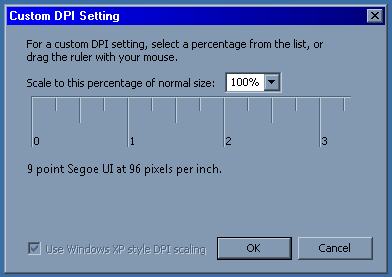 Custom DPI Setting
For a custom DPI setting, select a percentage from the list, or
drag the ruler with your mouse.
Scale to this percentage of normal size: 100%
0 1 2 3
9 point Segoe UI at 96 pixels per inch.
Use Windows XP style DPI scaling OK Cancel